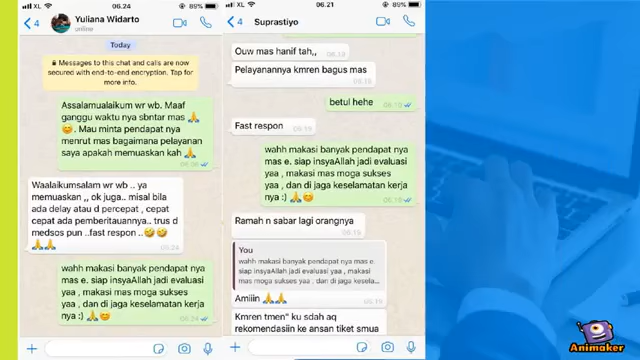 XL 06.24 89%
4 Yuliana Widarto
online
Today
Messages to this chat and calls are now
secured with end-to-end encryption. Tap for
more info.
Assalamualaikum wr wb. Maaf
ganggu waktu nya sbntar mas 🙏
😊. Mau minta pendapat nya
menrut mas bagaimana pelayanan
saya apakah memuaskan kah 🙏
06.06
Waalaikumsalam wr wb .. ya
memuaskan ,, ok juga.. misal bila
ada delay atau d percepat , cepat
cepat ada pemberitauannya.. trus d
medsos pun ..fast respon ..🤣🤣
🙏🙏
06.24
wahh makasi banyak pendapat nya
mas e. siap insyaAllah jadi evaluasi
yaa , makasi mas moga sukses
yaa , dan di jaga keselamatan kerja
nya :) 🙏😊
06.24
XL 06.21 89%
4 Suprastiyo
Ouw mas hanif tah,,
06.18
Pelayanannya kmren bagus mas
betul hehe
06.19
Fast respon
06.19
wahh makasi banyak pendapat nya
mas e. siap insyaAllah jadi evaluasi
yaa , makasi mas moga sukses
yaa , dan di jaga keselamatan kerja
nya :) 🙏😊
06.19
Ramah n sabar lagi orangnya
06.19
You
wahh makasi banyak pendapat nya mas e.
siap insyaAllah jadi evaluasi yaa , makasi
mas moga sukses yaa , dan di jaga kesela...
Amiiin 🙏🙏
06.19
Kmren tmen" ku sdah aq
rekomendasiin ke ansan tiket smua
Animaker